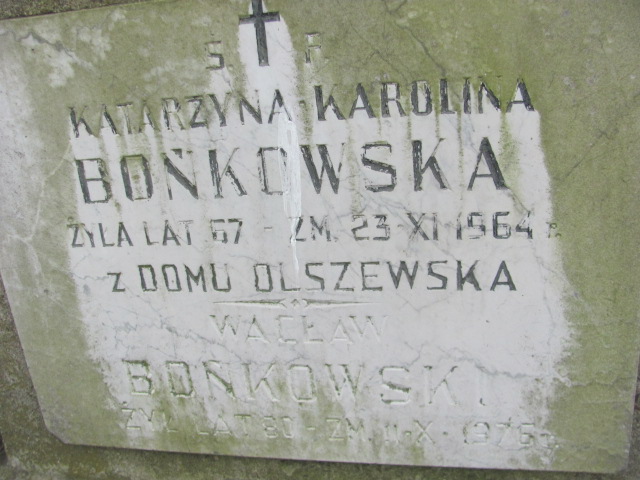 Ś P
KATARZYNA-KAROLINA
BOŃKOWSKA
ŻYŁA LAT 67 - ZM. 23-XI-1964 r.
z DOMU OLSZEWSKA
WACŁAW
BOŃKOWSKI
ŻYŁ LAT 80 - ZM. 11-X-1976 r.